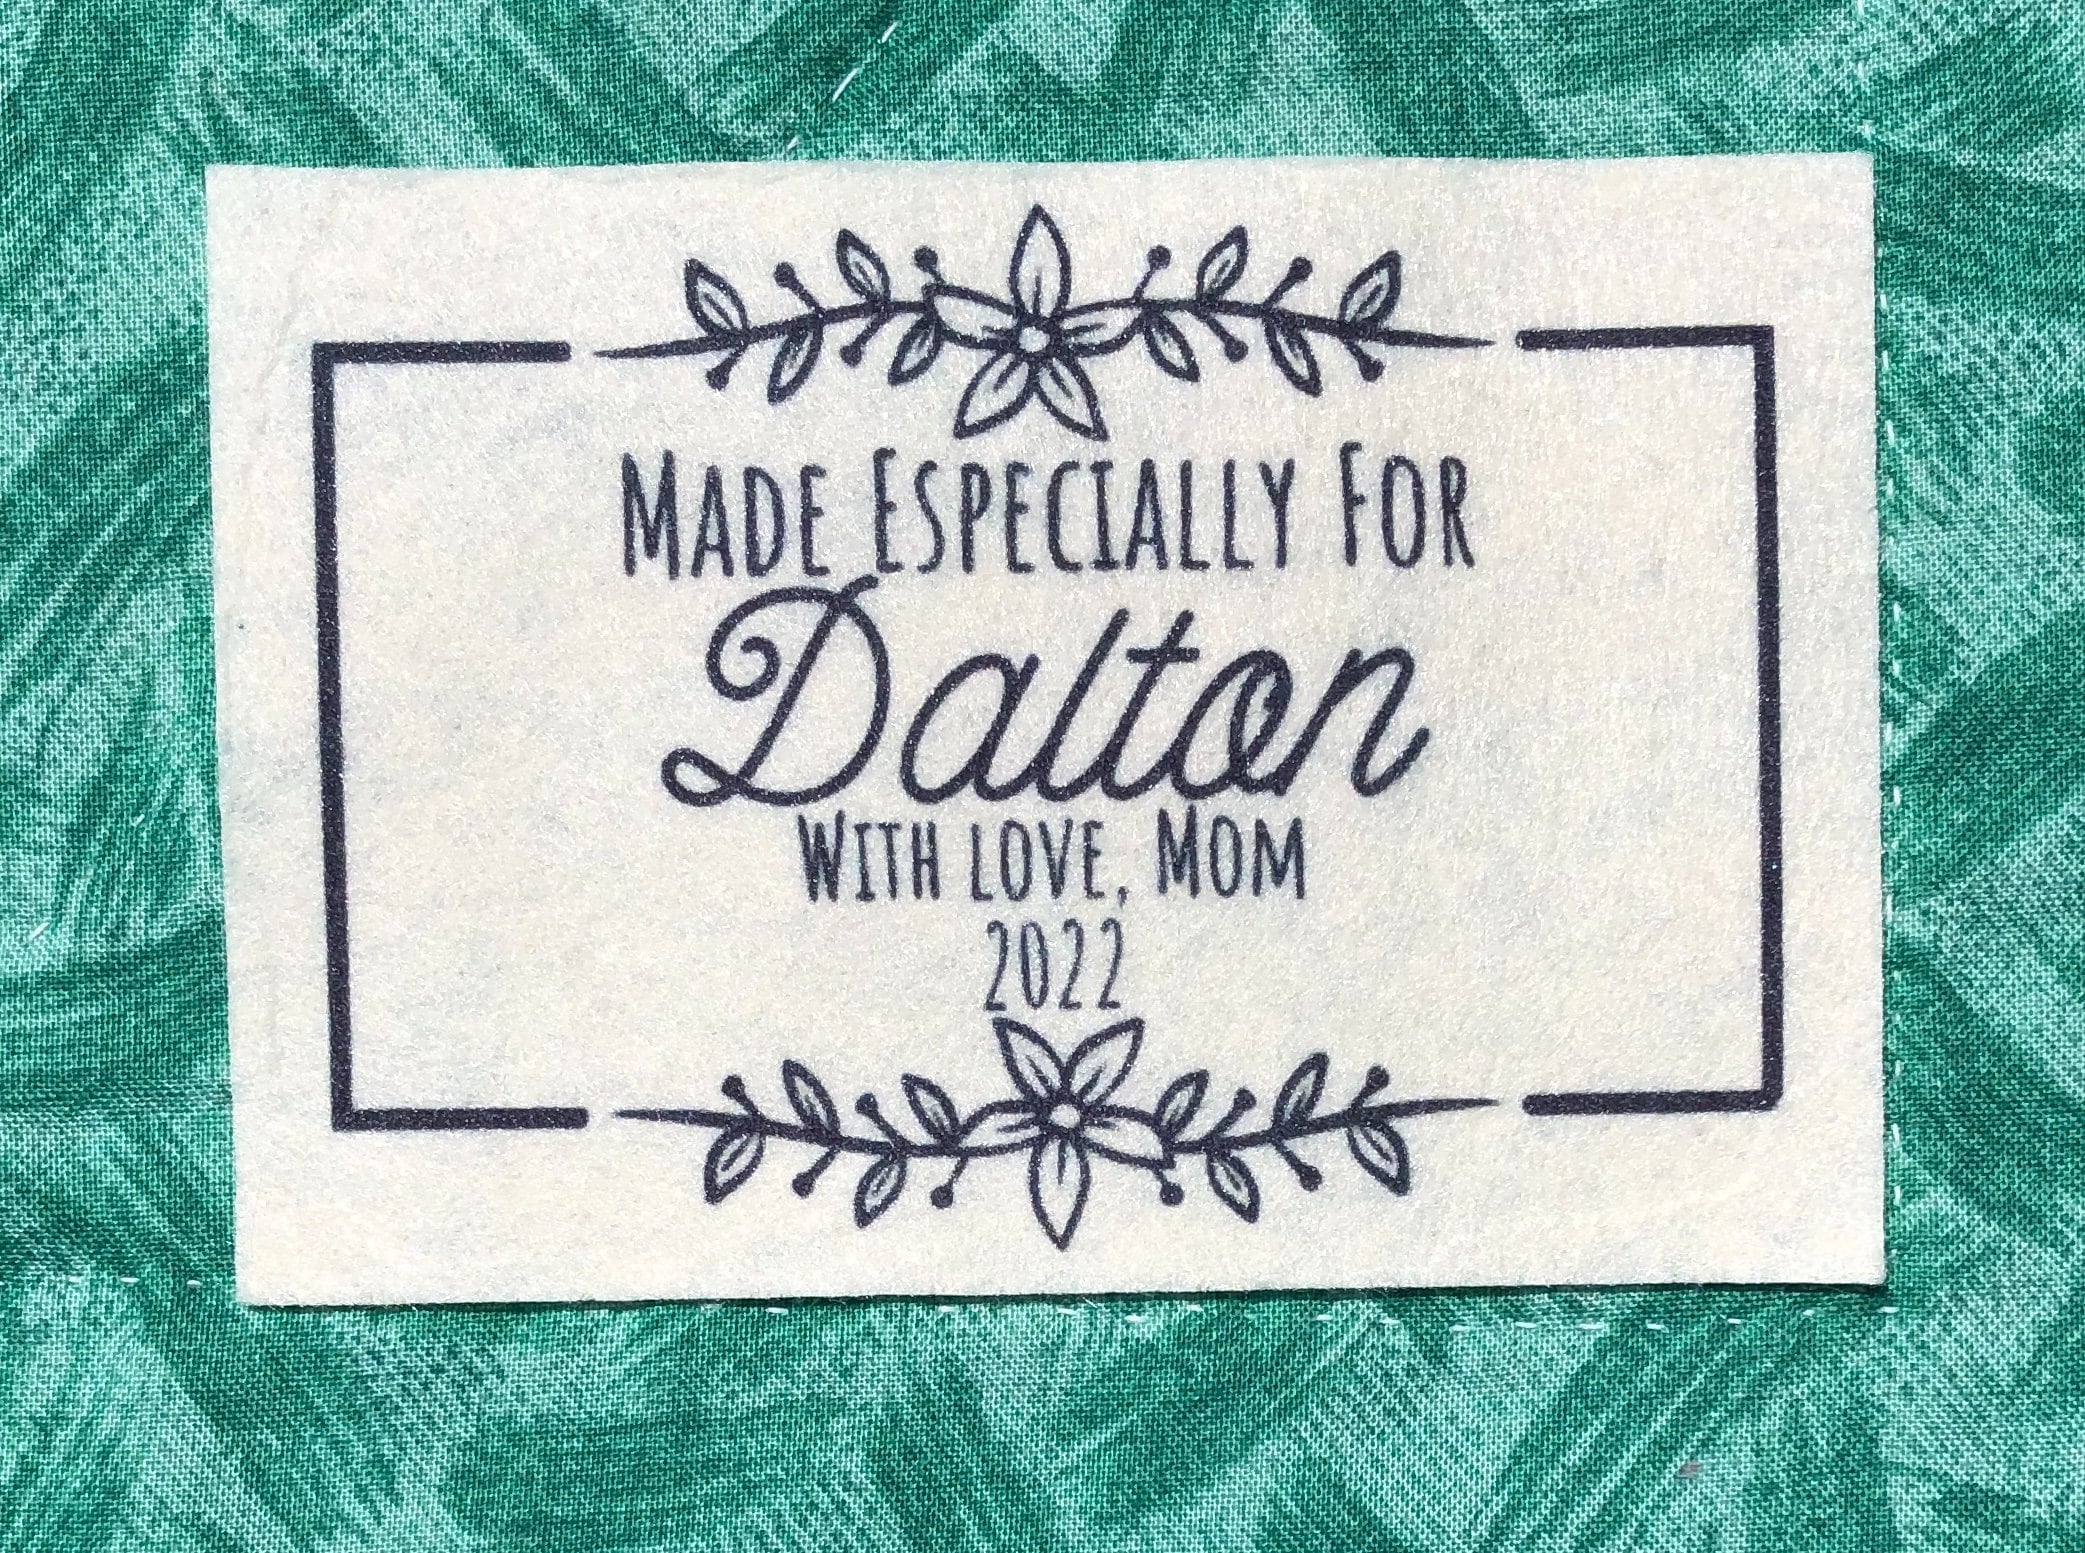 Made Especially For
Dalton
With love, Mom
2022